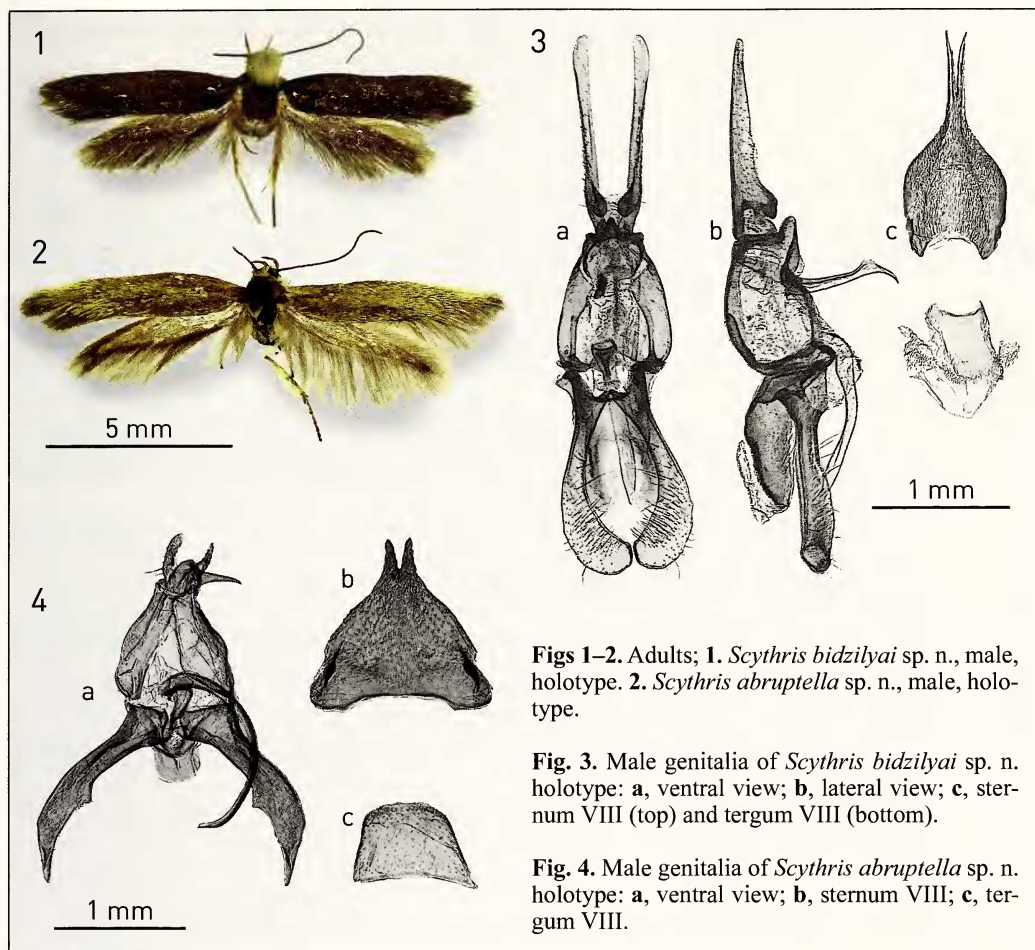 1
2
5 mm
3
a
b
c
1 mm
4
a
b
c
1 mm
Figs 1–2. Adults; 1. Scythris bidzilyai sp. n., male,
holotype. 2. Scythris abruptella sp. n., male, holo-
type.
Fig. 3. Male genitalia of Scythris bidzilyai sp. n.
holotype: a, ventral view; b, lateral view; c, ster-
num VIII (top) and tergum VIII (bottom).
Fig. 4. Male genitalia of Scythris abruptella sp. n.
holotype: a, ventral view; b, sternum VIII; c, ter-
gum VIII.